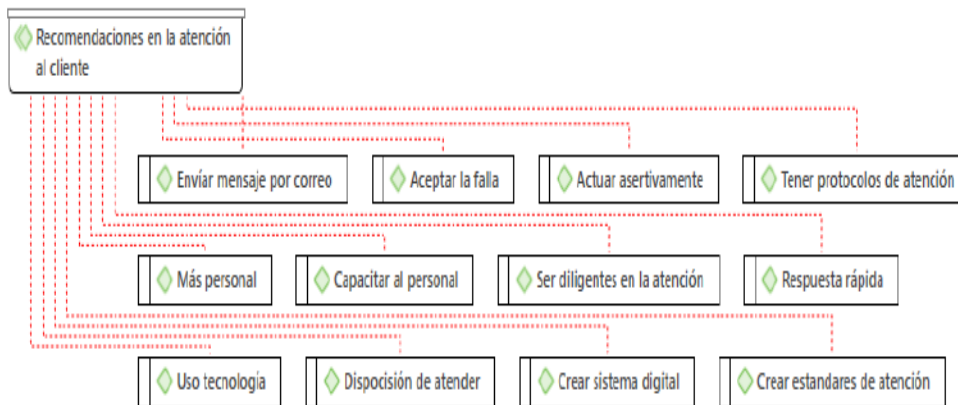 Recomendaciones en la atención
al cliente
Envíar mensaje por correo
Aceptar la falla
Actuar asertivamente
Tener protocolos de atención
Más personal
Capacitar al personal
Ser diligentes en la atención
Respuesta rápida
Uso tecnología
Disposición de atender
Crear sistema digital
Crear estandares de atención